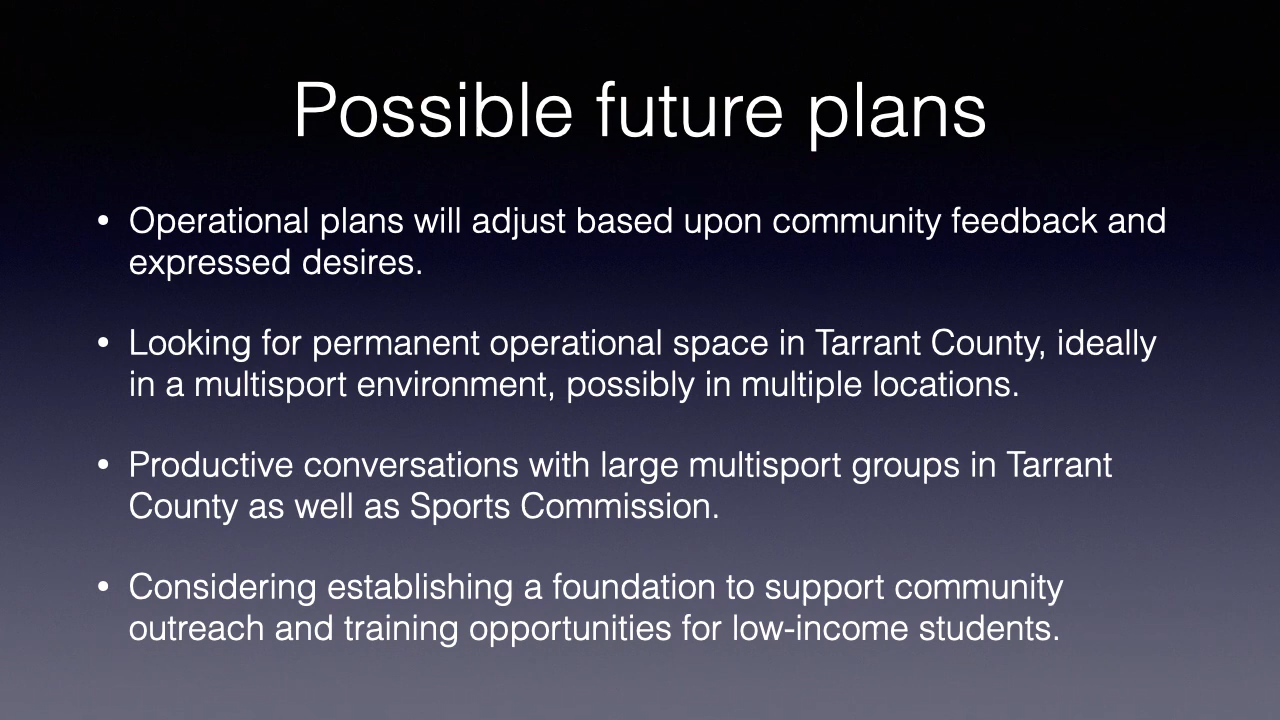 Possible future plans
• Operational plans will adjust based upon community feedback and
expressed desires.
• Looking for permanent operational space in Tarrant County, ideally
in a multisport environment, possibly in multiple locations.
• Productive conversations with large multisport groups in Tarrant
County as well as Sports Commission.
• Considering establishing a foundation to support community
outreach and training opportunities for low-income students.